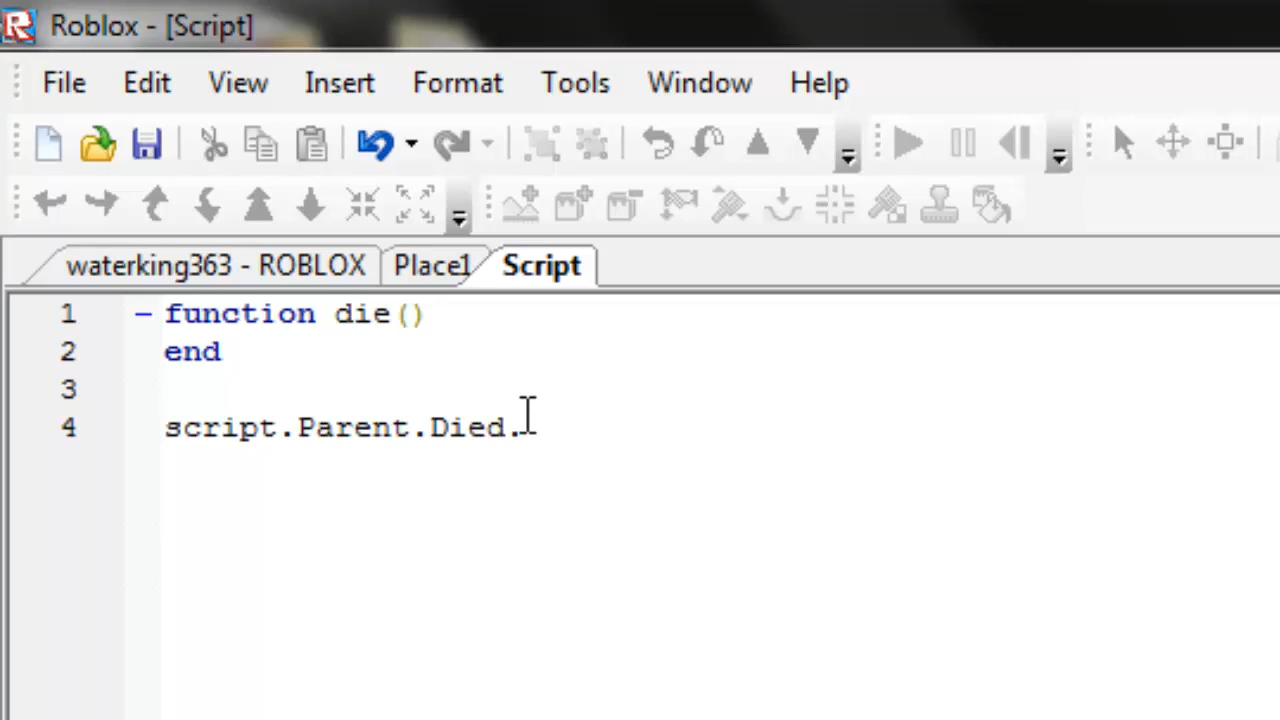 Roblox - [Script]
File Edit View Insert Format Tools Window Help
waterking363 - ROBLOX Place1 Script
1 function die()
2 end
3
4 script.Parent.Died.